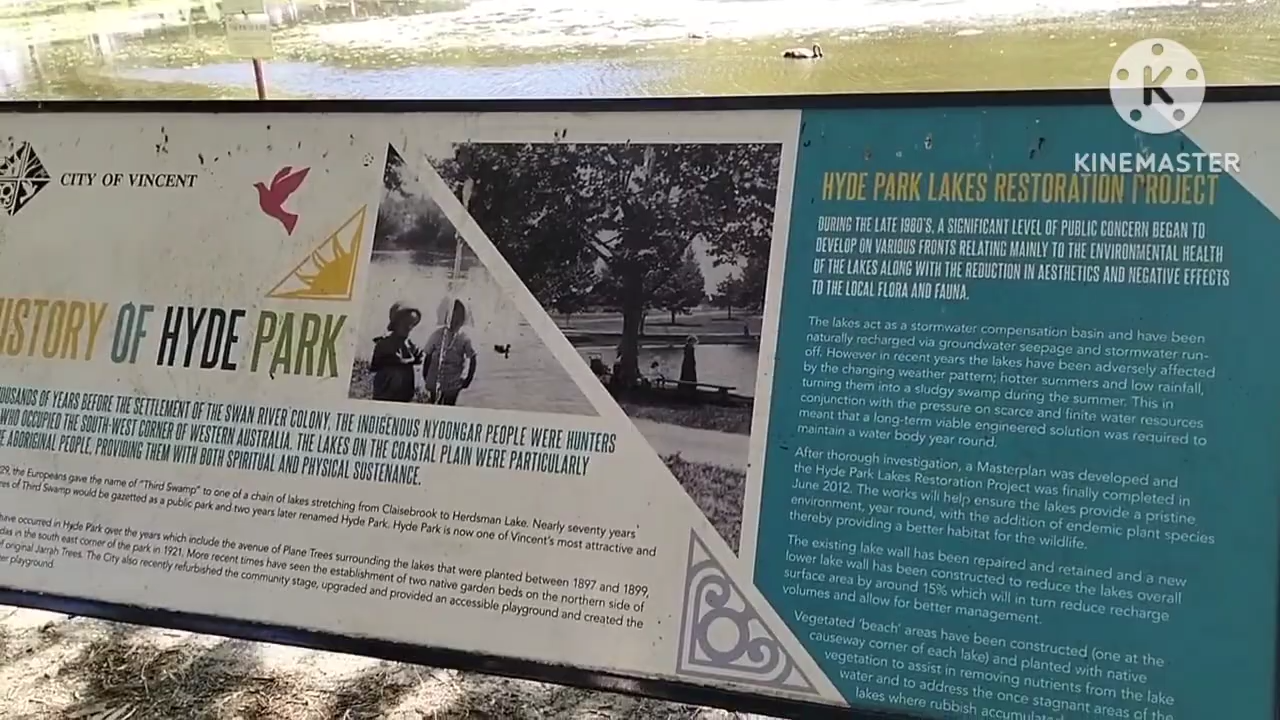 CITY OF VINCENT
HISTORY OF HYDE PARK
THOUSANDS OF YEARS BEFORE THE SETTLEMENT OF THE SWAN RIVER COLONY, THE INDIGENOUS NYOONGAR PEOPLE WERE HUNTERS
WHO OCCUPIED THE SOUTH-WEST CORNER OF WESTERN AUSTRALIA. THE LAKES ON THE COASTAL PLAIN WERE PARTICULARLY
ABORIGINAL PEOPLE, PROVIDING THEM WITH BOTH SPIRITUAL AND PHYSICAL SUSTENANCE.
29, the Europeans gave the name of "Third Swamp" to one of a chain of lakes stretching from Claisebrook to Herdsman Lake. Nearly seventy years'
of Third Swamp would be gazetted as a public park and two years later renamed Hyde Park. Hyde Park is now one of Vincent's most attractive and
have occurred in Hyde Park over the years which include the avenue of Plane Trees surrounding the lakes that were planted between 1897 and 1899,
in the south east corner of the park in 1921. More recent times have seen the establishment of two native garden beds on the northern side of
original Jarrah Trees. The City also recently refurbished the community stage, upgraded and provided an accessible playground and created the
playground.
HYDE PARK LAKES RESTORATION PROJECT
DURING THE LATE 1980'S, A SIGNIFICANT LEVEL OF PUBLIC CONCERN BEGAN TO
DEVELOP ON VARIOUS FRONTS RELATING MAINLY TO THE ENVIRONMENTAL HEALTH
OF THE LAKES ALONG WITH THE REDUCTION IN AESTHETICS AND NEGATIVE EFFECTS
TO THE LOCAL FLORA AND FAUNA.
The lakes act as a stormwater compensation basin and have been
naturally recharged via groundwater seepage and stormwater run-
off. However in recent years the lakes have been adversely affected
by the changing weather pattern; hotter summers and low rainfall,
turning them into a sludgy swamp during the summer. This in
conjunction with the pressure on scarce and finite water resources
meant that a long-term viable engineered solution was required to
maintain a water body year round.
After thorough investigation, a Masterplan was developed and
the Hyde Park Lakes Restoration Project was finally completed in
June 2012. The works will help ensure the lakes provide a pristine
environment, year round, with the addition of endemic plant species
thereby providing a better habitat for the wildlife.
The existing lake wall has been repaired and retained and a new
lower lake wall has been constructed to reduce the lakes overall
surface area by around 15% which will in turn reduce recharge
volumes and allow for better management.
Vegetated 'beach' areas have been constructed (one at the
causeway corner of each lake) and planted with native
vegetation to assist in removing nutrients from the lake
water and to address the once stagnant areas of the
lakes where rubbish accumulated
KINEMASTER